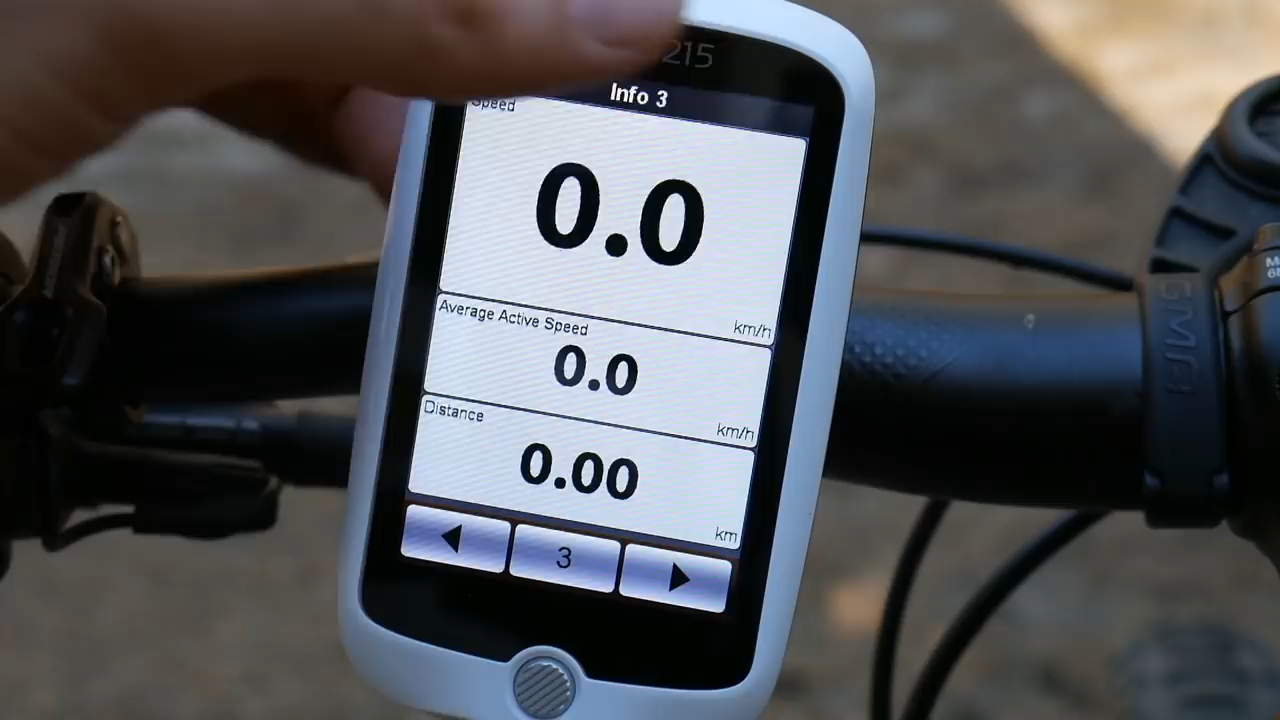 215
Info 3
Speed
0.0
km/h
Average Active Speed
0.0
km/h
Distance
0.00
km
3